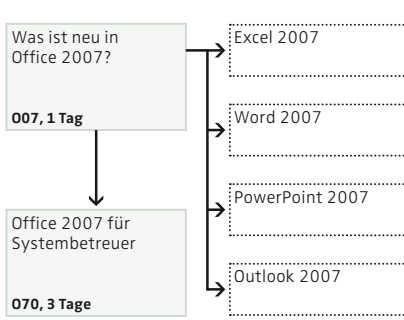 Was ist neu in
Office 2007?
O07, 1 Tag
Office 2007 für
Systembetreuer
O70, 3 Tage
Excel 2007
Word 2007
PowerPoint 2007
Outlook 2007